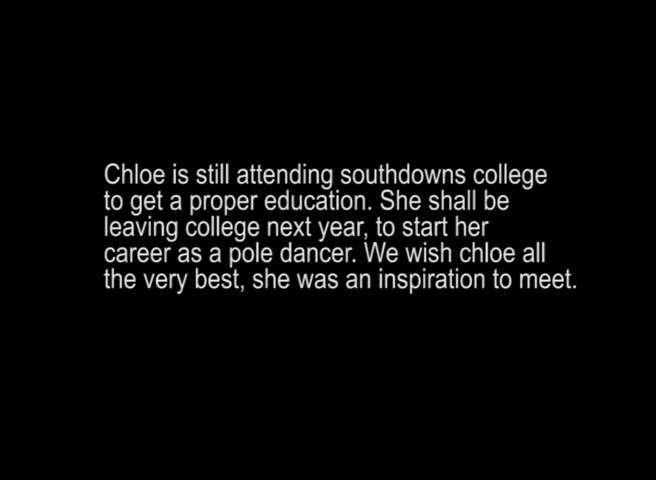 Chloe is still attending southdowns college
to get a proper education. She shall be
leaving college next year, to start her
career as a pole dancer. We wish chloe all
the very best, she was an inspiration to meet.